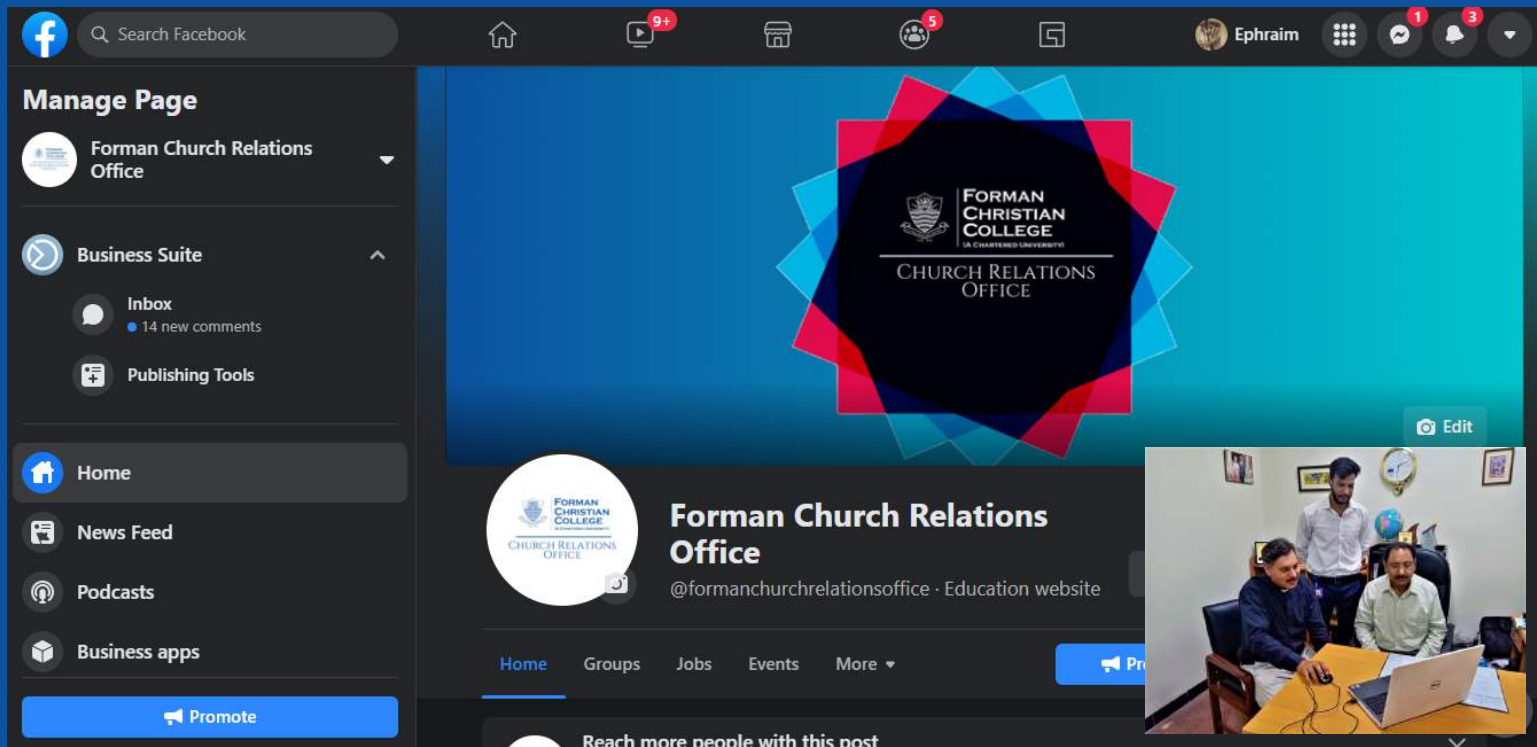 Search Facebook
9+
5
Ephraim
1
3
Manage Page
Forman Church Relations
Office
Business Suite
Inbox
14 new comments
Publishing Tools
Home
News Feed
Podcasts
Business apps
Promote
FORMAN
CHRISTIAN
COLLEGE
(A CHARTERED UNIVERSITY)
CHURCH RELATIONS
OFFICE
Edit
FORMAN
CHRISTIAN
COLLEGE
CHURCH RELATIONS
OFFICE
Forman Church Relations
Office
@formanchurchrelationsoffice · Education website
Home
Groups
Jobs
Events
More
Reach more people with this post